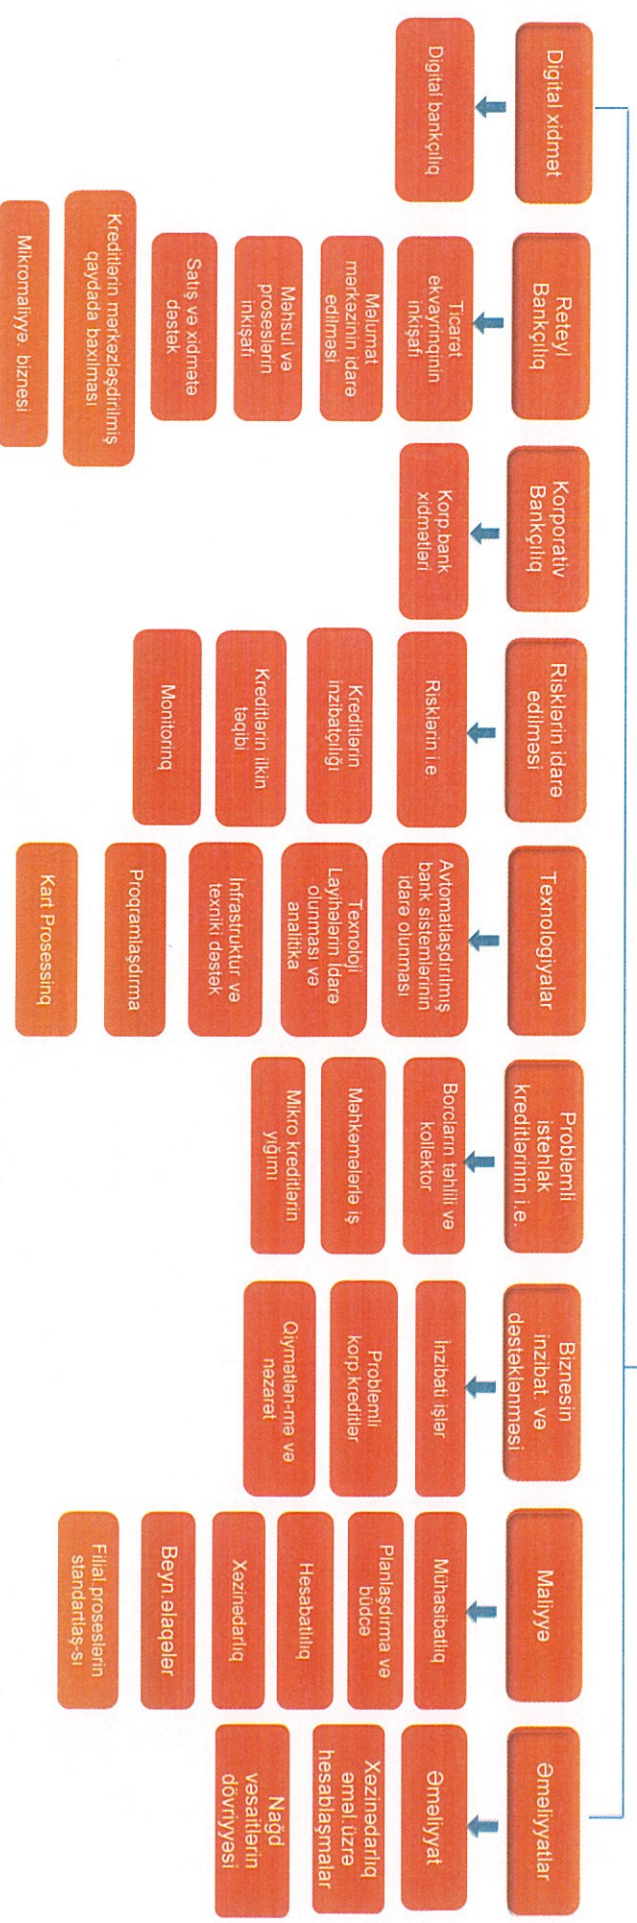 Digital xidmət
Digital bankçılıq
Reteyl
Bankçılıq
Ticarət
ekvayrinqinin
inkişafı
Məlumat
mərkəzinin idarə
edilməsi
Məhsul və
proseslərin
inkişafı
Satış və xidmətə
dəstək
Kreditlərin mərkəzləşdirilmiş
qaydada baxılması
Mikromaliyyə. biznesi
Korporativ
Bankçılıq
Korp.bank
xidmətləri
Risklərin idarə
edilməsi
Risklərin i.e.
Kreditlərin
inzibatçılığı
Kreditlərin ilkin
təqibi
Monitorinq
Texnologiyalar
Avtomatlaşdırılmış
bank sistemlərinin
idarə olunması
Texnoloji
Layihələrin idarə
olunması və
analitika
İnfrastruktur və
texniki dəstək
Proqramlaşdırma
Kart Prosessinq
Problemli
istehlak
kreditlərinin i.e.
Borcların təhlili və
kollektor
Məhkəmələrlə iş
Mikro kreditlərin
yığımı
Biznesin
inzibat. və
dəstəklənməsi
İnzibati işlər
Problemli
korp.kreditlər
Qiymətlən-mə və
nəzarət
Maliyyə
Mühasibatlıq
Planlaşdırma və
büdcə
Hesabatlılıq
Xəzinədarlıq
Beyn.əlaqələr
Filial.proseslərin
standartlaş-sı
Əməliyyatlar
Əməliyyat
Xəzinədarlıq
əməl.üzrə
hesablaşmalar
Nağd
vəsaitlərin
dövriyyəsi